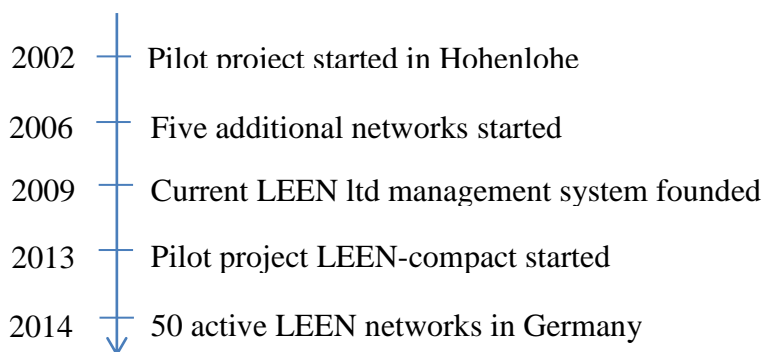 2002 Pilot project started in Hohenlohe
2006 Five additional networks started
2009 Current LEEN ltd management system founded
2013 Pilot project LEEN-compact started
2014 50 active LEEN networks in Germany